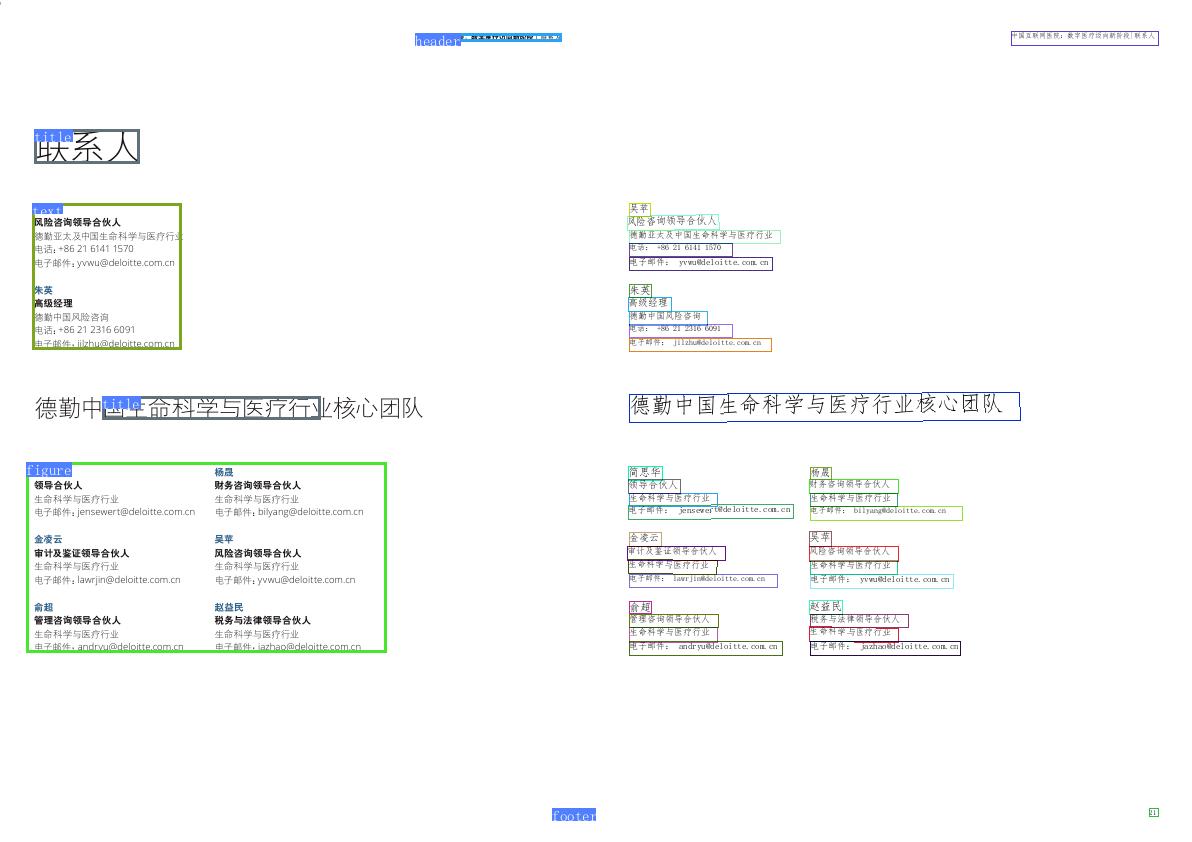 header
title
联系人
text
风险咨询领导合伙人
德勤亚太及中国生命科学与医疗行业
电话:+86 21 6141 1570
电子邮件:yvwu@deloitte.com.cn
朱英
高级经理
德勤中国风险咨询
电话:+86 21 2316 6091
电子邮件:jilzhu@deloitte.com.cn
title
德勤中国生命科学与医疗行业核心团队
figure
领导合伙人
生命科学与医疗行业
电子邮件:jensewert@deloitte.com.cn
杨晟
财务咨询领导合伙人
生命科学与医疗行业
电子邮件:bilyang@deloitte.com.cn
金凌云
审计及鉴证领导合伙人
生命科学与医疗行业
电子邮件:lawrjin@deloitte.com.cn
吴苹
风险咨询领导合伙人
生命科学与医疗行业
电子邮件:yvwu@deloitte.com.cn
俞超
管理咨询领导合伙人
生命科学与医疗行业
电子邮件:andryu@deloitte.com.cn
赵益民
税务与法律领导合伙人
生命科学与医疗行业
电子邮件:jazhao@deloitte.com.cn
footer
中国互联网医院:数字医疗迈向新阶段|联系人
吴苹
风险咨询领导合伙人
德勤亚太及中国生命科学与医疗行业
电话: +86 21 6141 1570
电子邮件: yvwu@deloitte.com.cn
朱英
高级经理
德勤中国风险咨询
电话: +86 21 2316 6091
电子邮件: jilzhu@deloitte.com.cn
德勤中国生命科学与医疗行业核心团队
简思华
领导合伙人
生命科学与医疗行业
电子邮件: jensewert@deloitte.com.cn
杨晟
财务咨询领导合伙人
生命科学与医疗行业
电子邮件: bilyang@deloitte.com.cn
金凌云
审计及鉴证领导合伙人
生命科学与医疗行业
电子邮件: lawrjin@deloitte.com.cn
吴苹
风险咨询领导合伙人
生命科学与医疗行业
电子邮件: yvwu@deloitte.com.cn
俞超
管理咨询领导合伙人
生命科学与医疗行业
电子邮件: andryu@deloitte.com.cn
赵益民
税务与法律领导合伙人
生命科学与医疗行业
电子邮件: jazhao@deloitte.com.cn
21